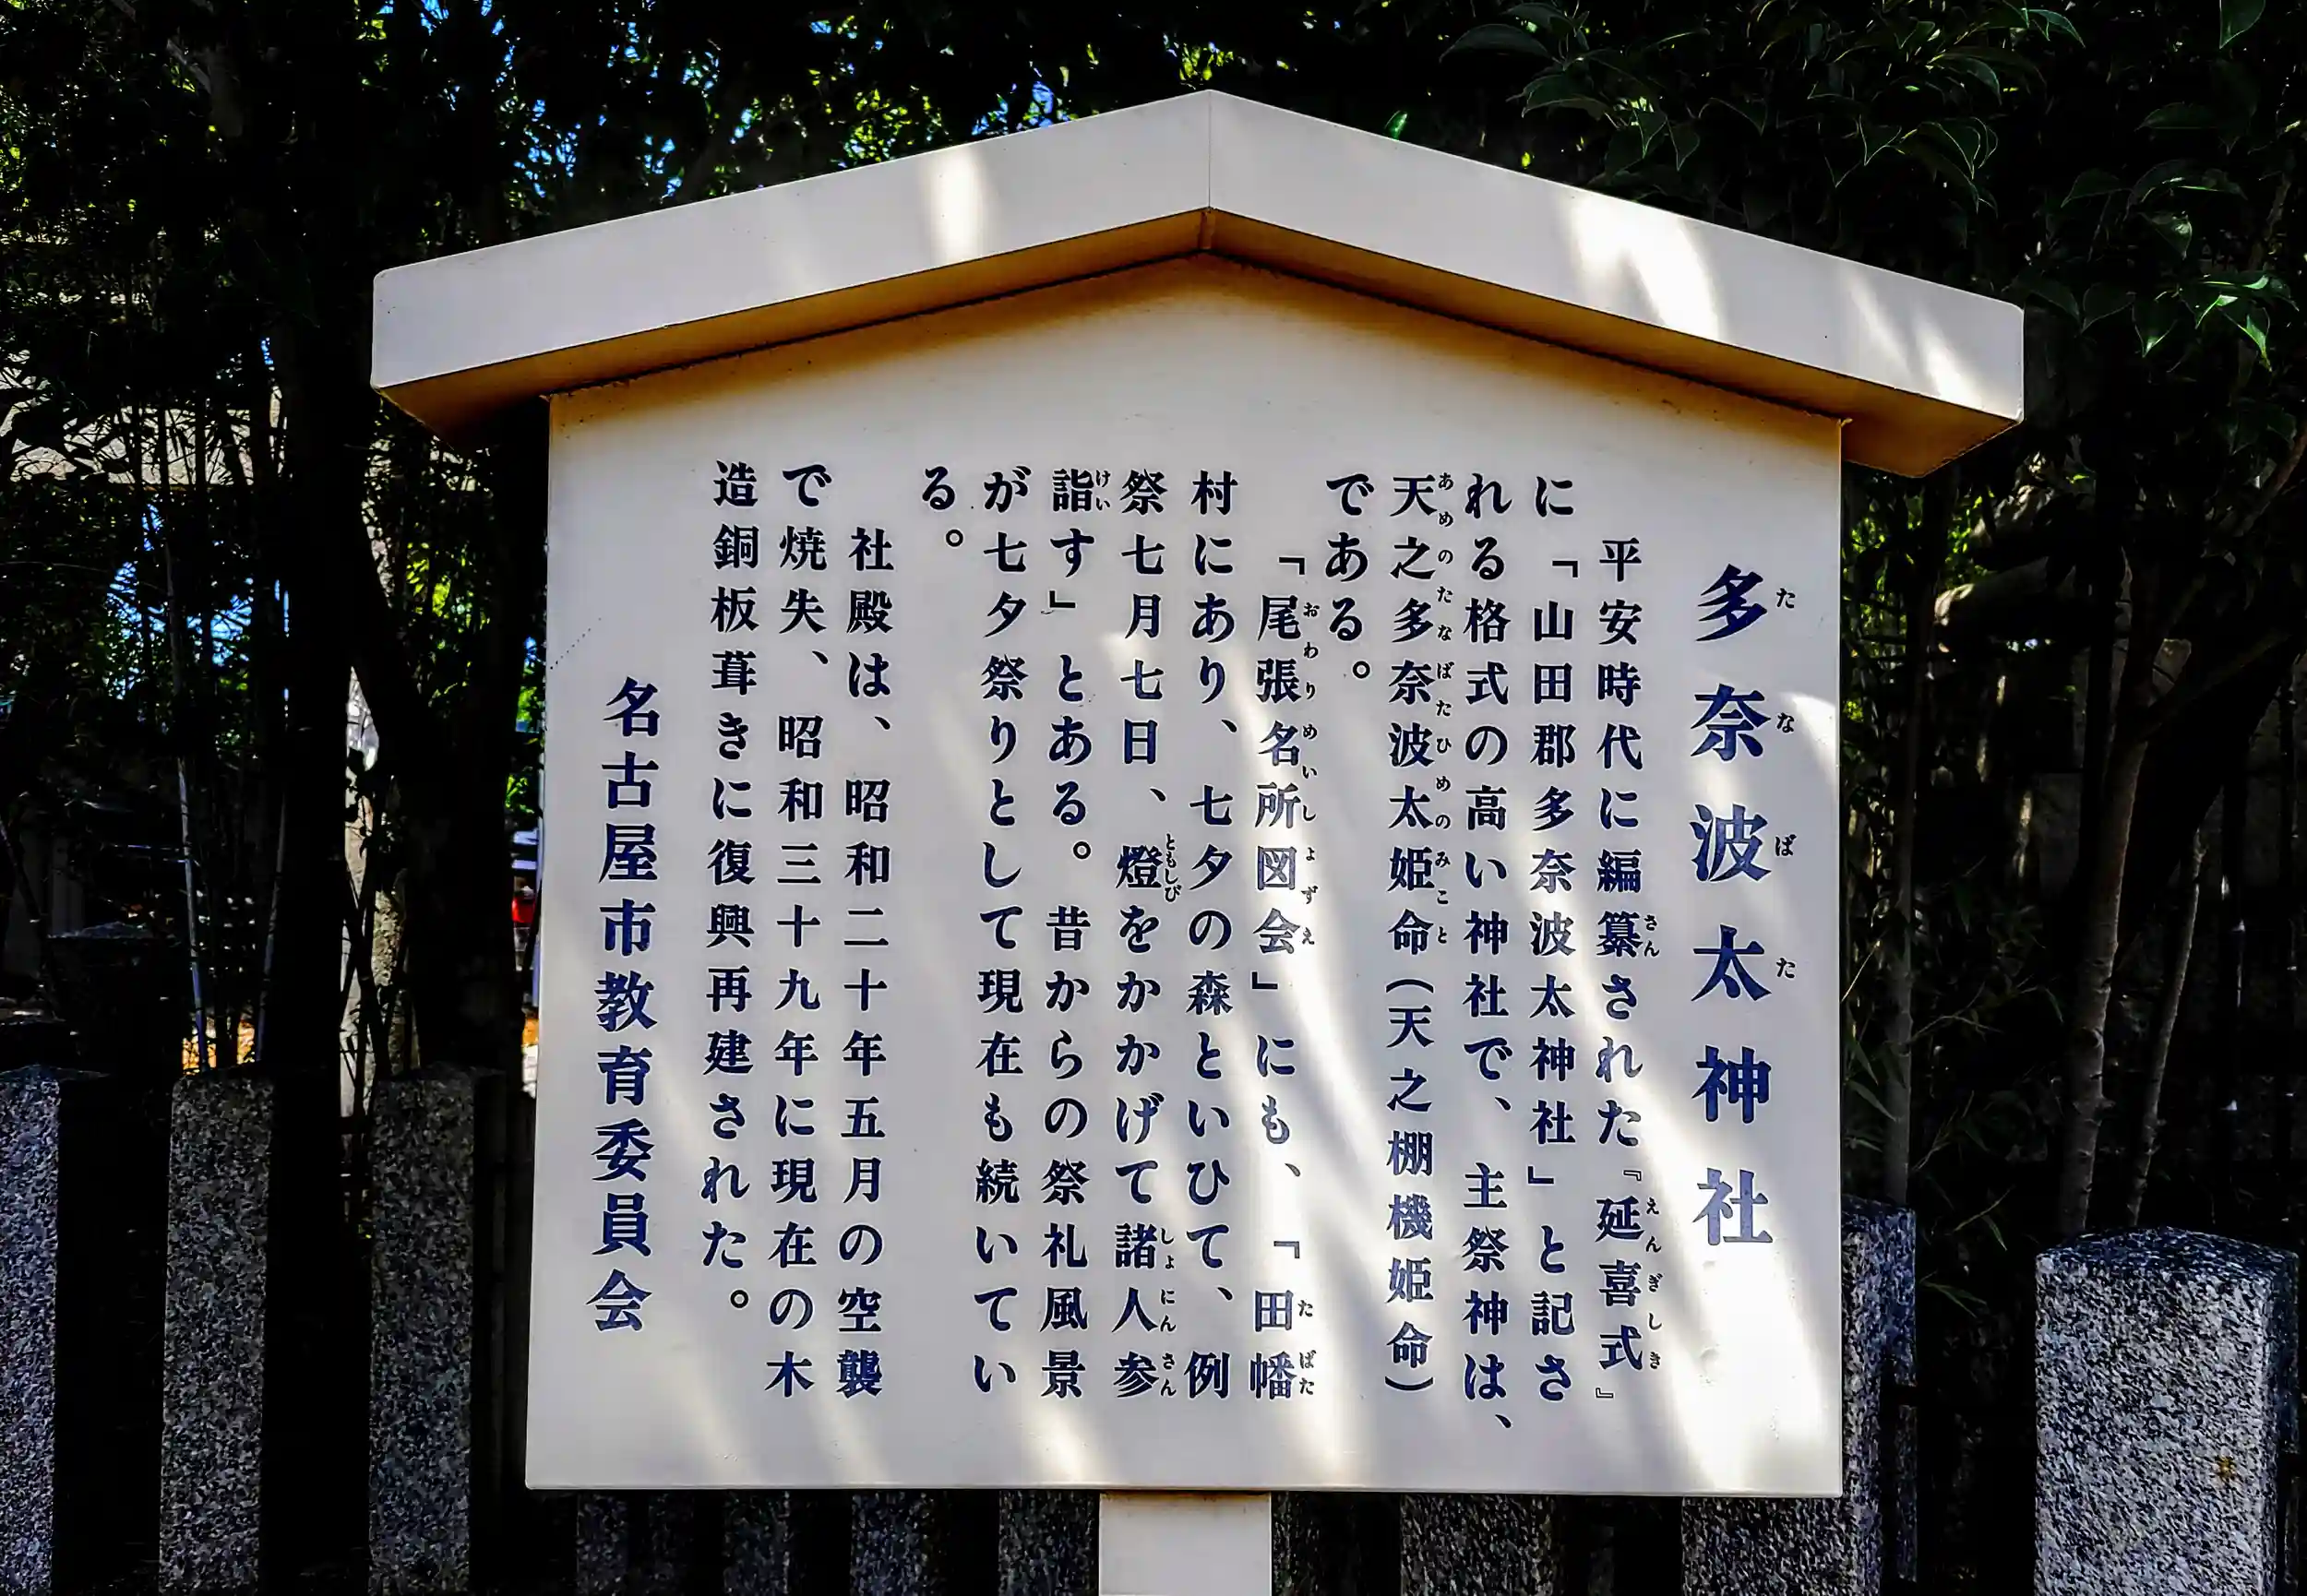 多奈波太神社
平安時代に編纂された『延喜式』
に「山田郡多奈波太神社」と記さ
れる格式の高い神社で、主祭神は、
天之多奈波太姫命(天之棚機姫命)
である。
「尾張名所図会」にも、「田幡
村にあり、七夕の森といひて、例
祭七月七日、燈をかかげて諸人参
詣す」とある。昔からの祭礼風景
が七夕祭りとして現在も続いてい
る。
社殿は、昭和二十年五月の空襲
で焼失、昭和三十九年に現在の木
造銅板葺きに復興再建された。
名古屋市教育委員会